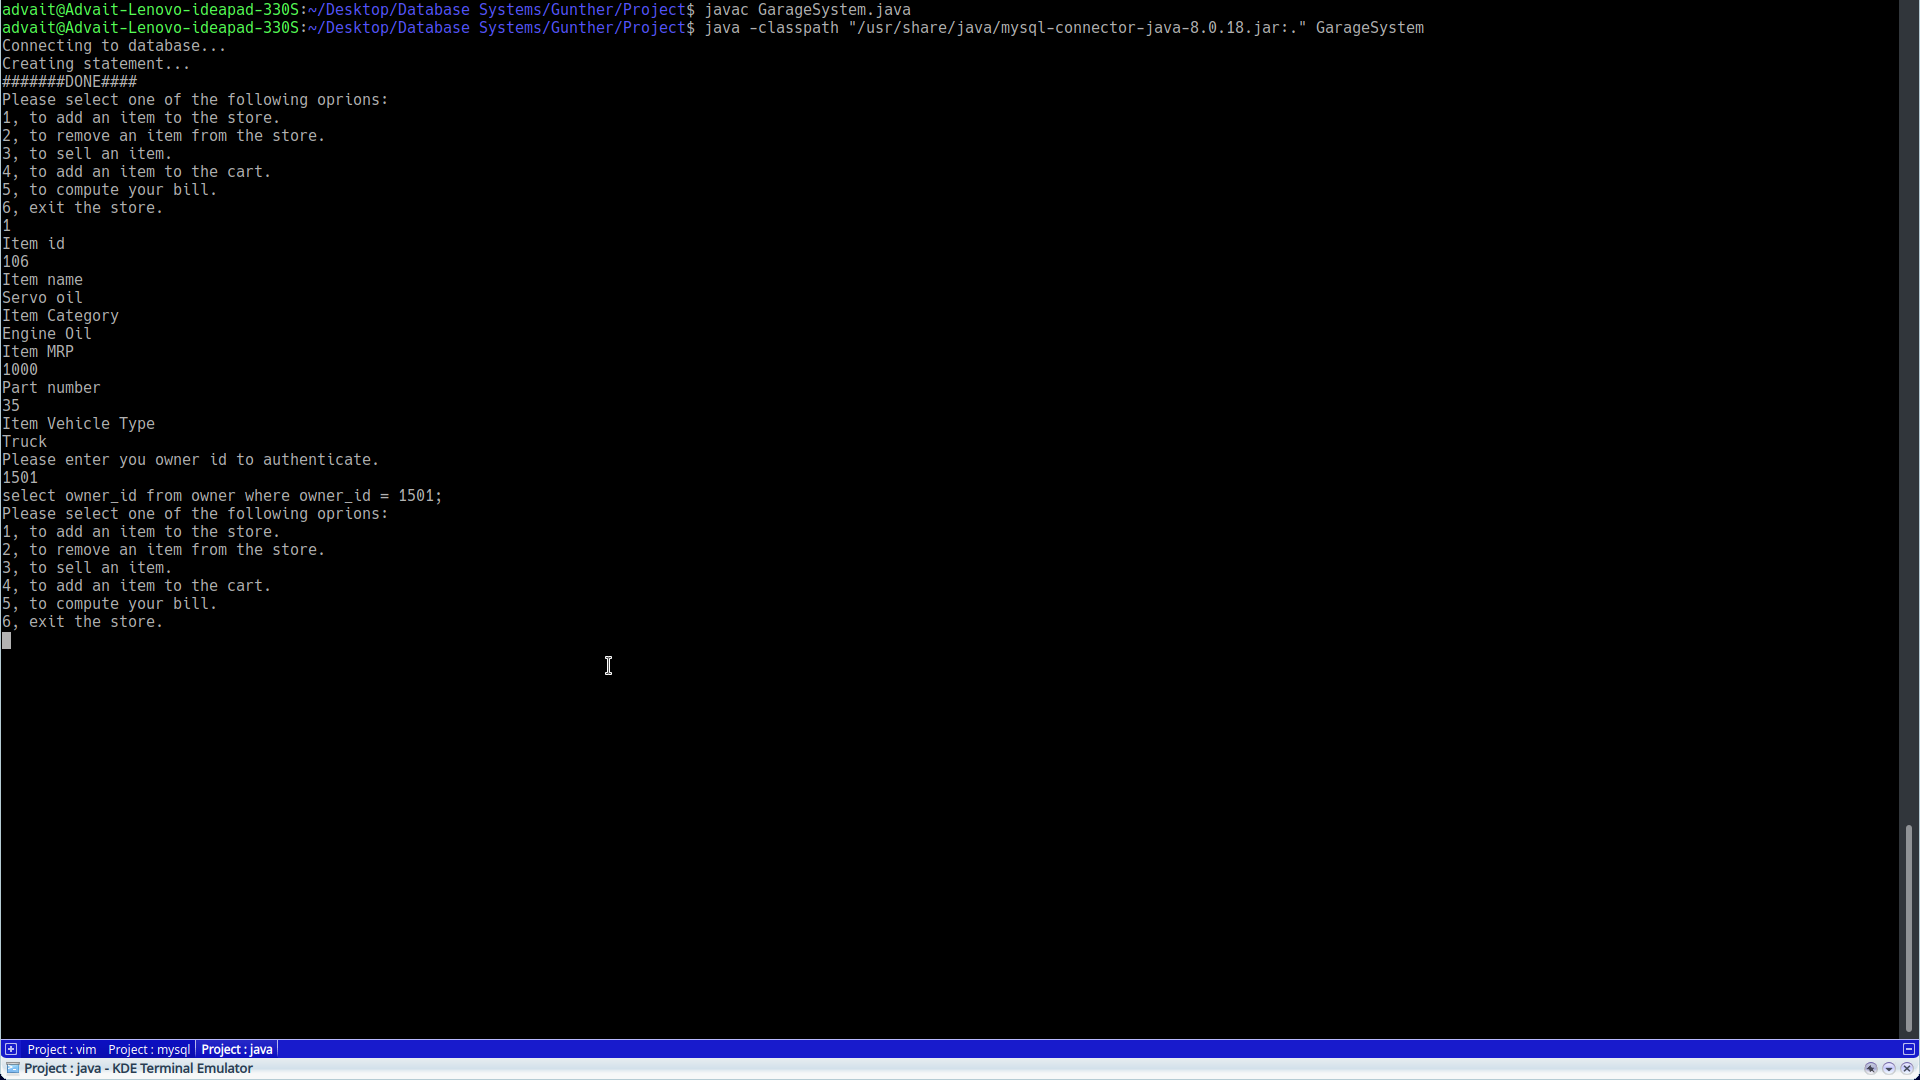 advait@Advait-Lenovo-ideapad-330S:~/Desktop/Database Systems/Gunther/Project$ javac GarageSystem.java
advait@Advait-Lenovo-ideapad-330S:~/Desktop/Database Systems/Gunther/Project$ java -classpath "/usr/share/java/mysql-connector-java-8.0.18.jar:." GarageSystem
Connecting to database...
Creating statement...
#######DONE####
Please select one of the following oprions:
1, to add an item to the store.
2, to remove an item from the store.
3, to sell an item.
4, to add an item to the cart.
5, to compute your bill.
6, exit the store.
1
Item id
106
Item name
Servo oil
Item Category
Engine Oil
Item MRP
1000
Part number
35
Item Vehicle Type
Truck
Please enter you owner id to authenticate.
1501
select owner_id from owner where owner_id = 1501;
Please select one of the following oprions:
1, to add an item to the store.
2, to remove an item from the store.
3, to sell an item.
4, to add an item to the cart.
5, to compute your bill.
6, exit the store.
Project : vim Project : mysql Project : java
Project : java - KDE Terminal Emulator